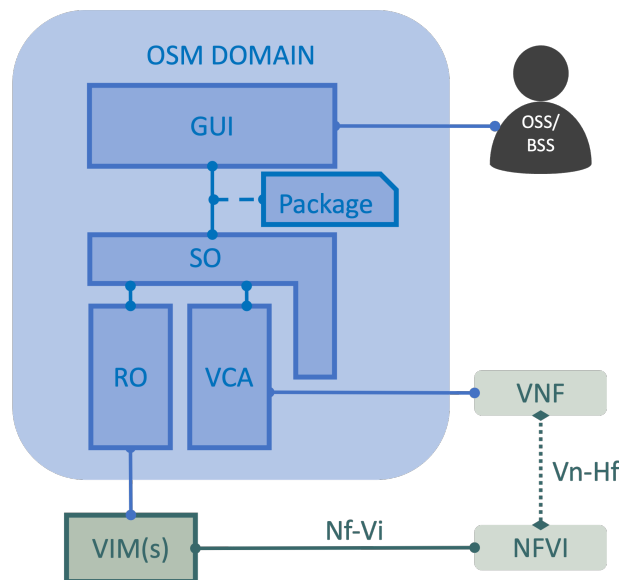 OSM DOMAIN
GUI
OSS/
BSS
Package
SO
RO
VCA
VNF
Vn-Hf
Nf-Vi
VIM(s)
NFVI